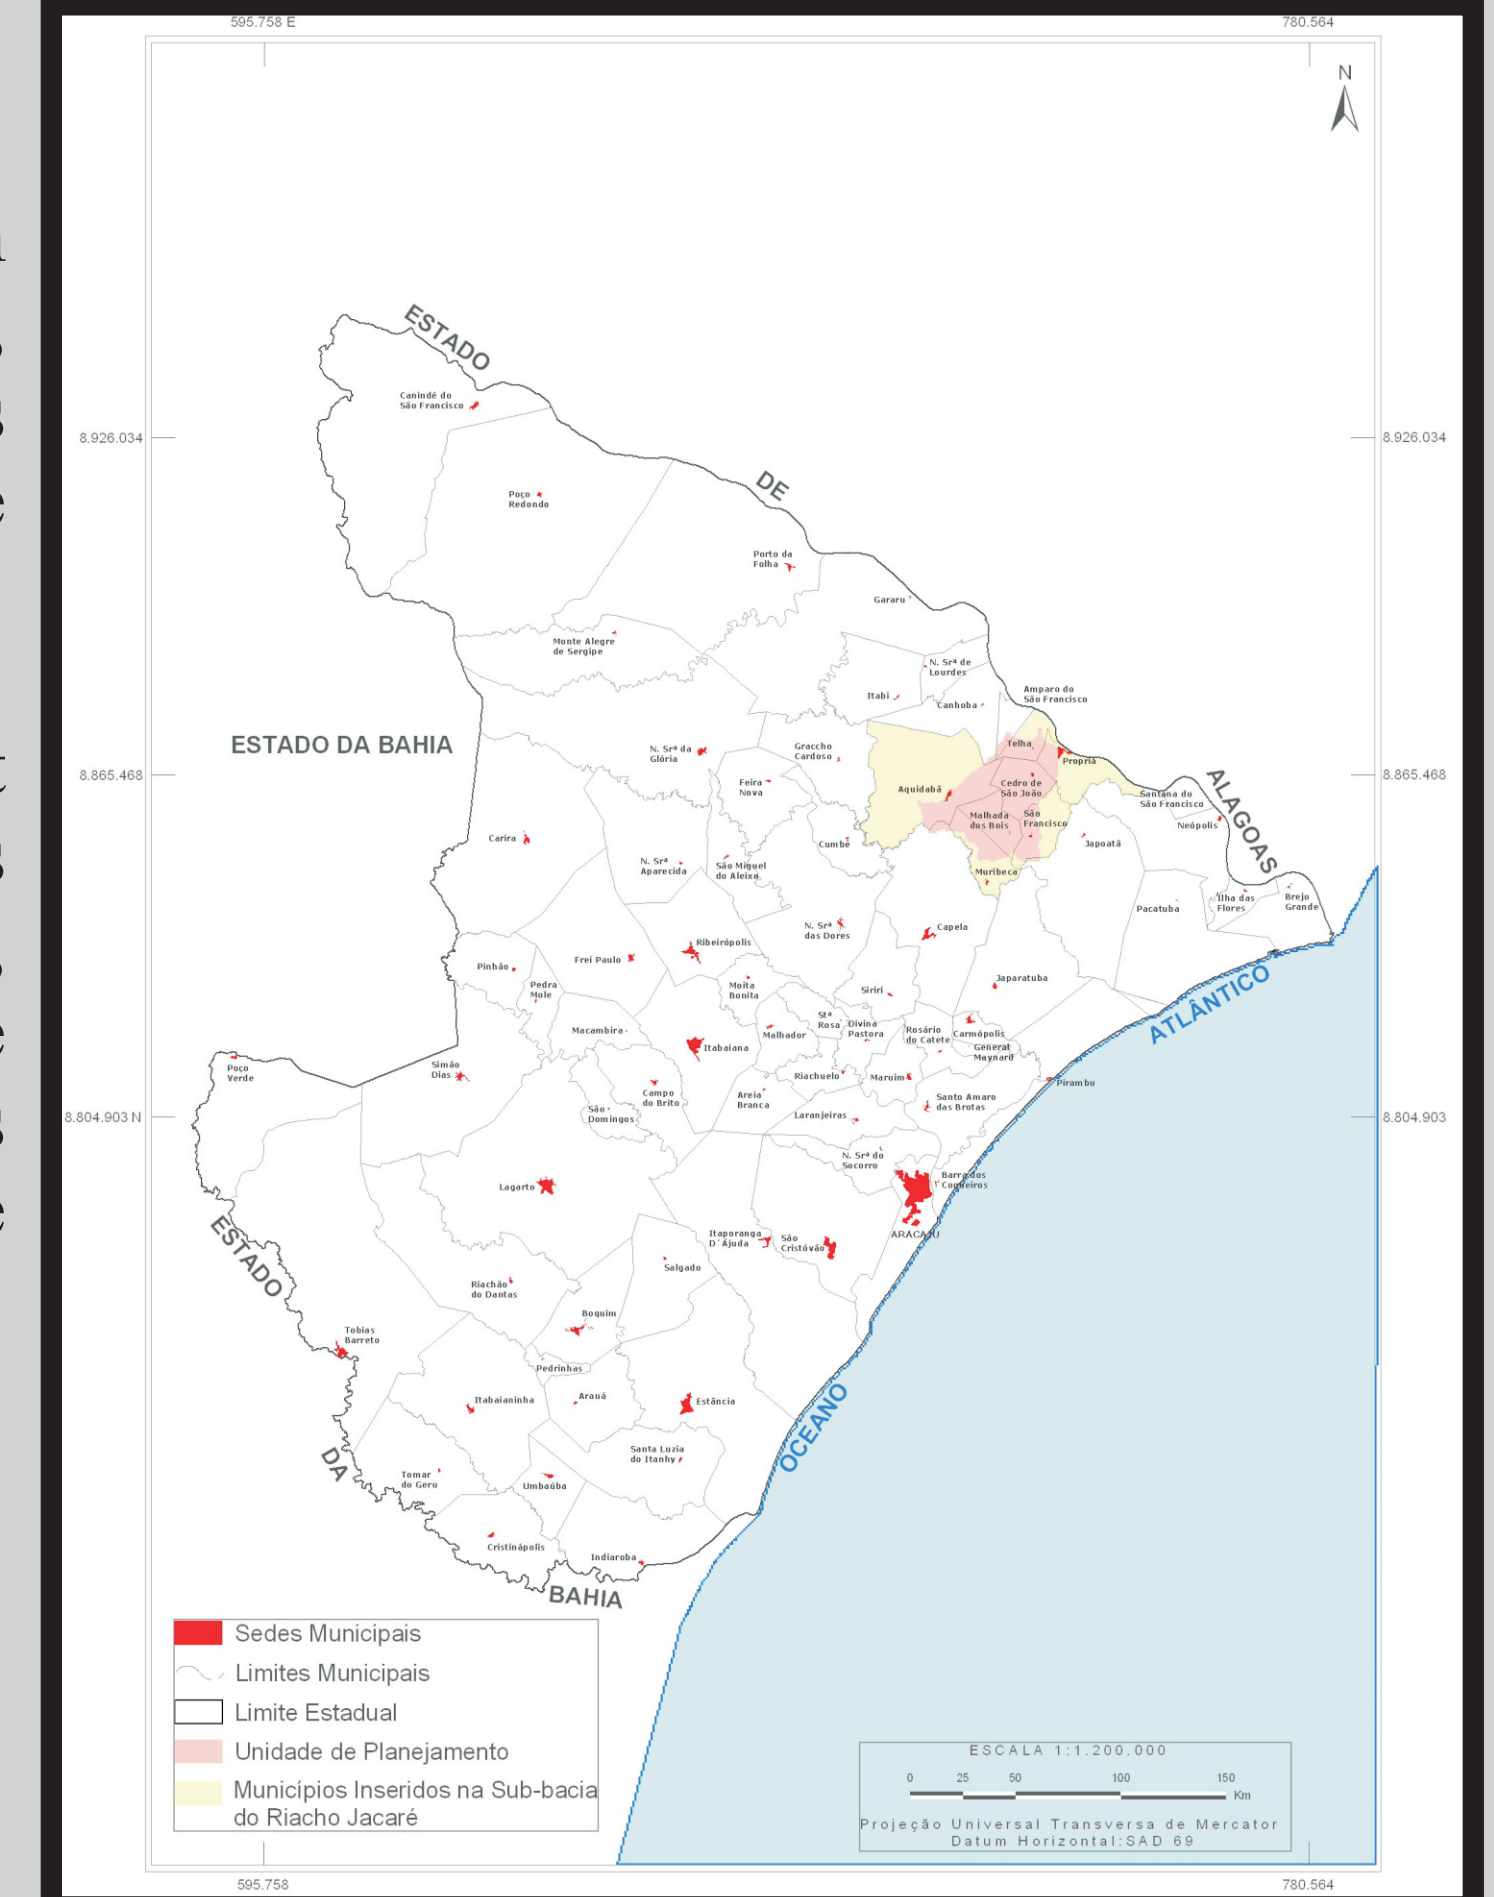 595.758 E
780.564
N
ESTADO
Canindé do
São Francisco
8.926.034
8.926.034
DE
Poço
Redondo
Porto da
Folha
Gararu
Monte Alegre
de Sergipe
N. Srª de
Lourdes
Itabi
Canhoba
Amparo do
São Francisco
ESTADO DA BAHIA
N. Srª da
Glória
Graccho
Cardoso
Telha
Propriá
8.865.468
8.865.468
Feira
Nova
Aquidabã
Cedro de
São João
Santana do
São Francisco
ALAGOAS
Malhada
dos Bois
São
Francisco
Neópolis
Carira
Cumbe
Japoatã
N. Srª
Aparecida
São Miguel
do Aleixo
Muribeca
Pacatuba
Ilha das
Flores
Brejo
Grande
N. Srª
das Dores
Capela
Ribeirópolis
Frei Paulo
Pinhão
Pedra
Mole
Moita
Bonita
Siriri
Japaratuba
ATLÂNTICO
Macambira
Malhador
Stª
Rosa
Divina
Pastora
Rosário
do Catete
Carmópolis
General
Maynard
Itabaiana
Poço
Verde
Simão
Dias
Riachuelo
Maruim
Pirambu
Campo
do Brito
Areia
Branca
Santo Amaro
das Brotas
São
Domingos
Laranjeiras
8.804.903 N
8.804.903
N. Srª do
Socorro
Barra dos
Coqueiros
Lagarto
ARACAJU
ESTADO
Itaporanga
D´Ajuda
São
Cristóvão
Salgado
Riachão
do Dantas
Boquim
Tobias
Barreto
Pedrinhas
Itabaianinha
Arauá
Estância
OCEANO
DA
Santa Luzia
do Itanhy
Tomar
do Geru
Umbaúba
Cristinápolis
Indiaroba
BAHIA
Sedes Municipais
Limites Municipais
Limite Estadual
Unidade de Planejamento
Municípios Inseridos na Sub-bacia
do Riacho Jacaré
ESCALA 1:1.200.000
0 25 50 100 150
Km
Projeção Universal Transversa de Mercator
Datum Horizontal:SAD 69
595.758
780.564